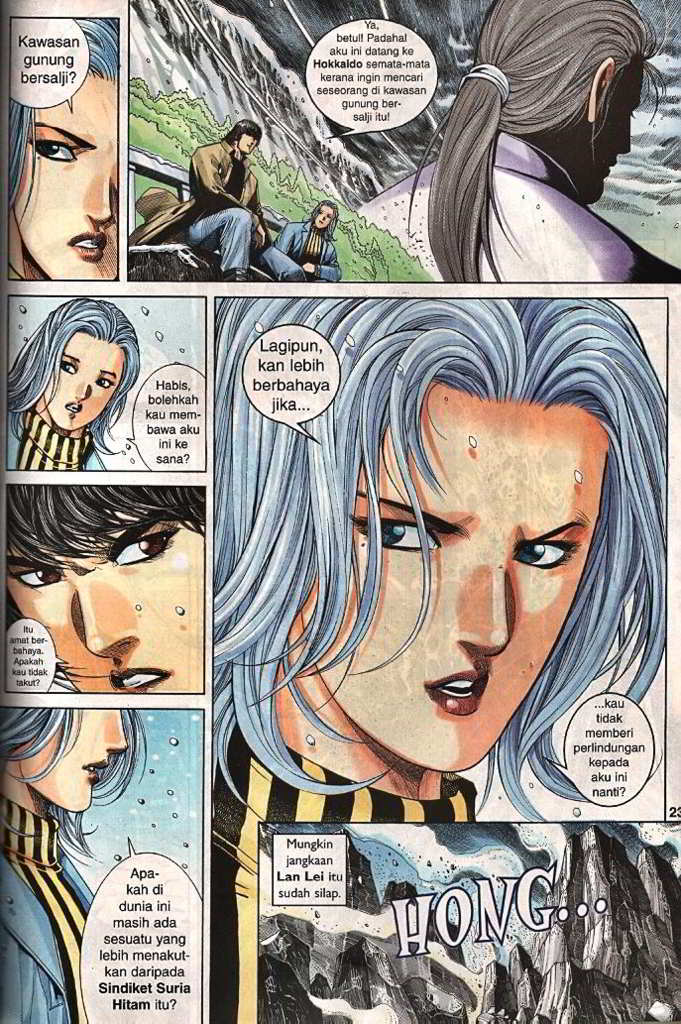 Kawasan
gunung
bersalji?
Ya,
betul! Padahal
aku ini datang ke
Hokkaido semata-mata
kerana ingin mencari
seseorang di kawasan
gunung ber-
salji itu!
Habis,
bolehkah
kau mem-
bawa aku
ini ke
sana?
Itu
amat ber-
bahaya.
Apakah
kau tidak
takut?
Apa-
kah di
dunia ini
masih ada
sesuatu yang
lebih menakut-
kan daripada
Sindiket Suria
Hitam itu?
Lagipun,
kan lebih
berbahaya
jika...
...kau
tidak
memberi
perlindungan
kepada
aku ini
nanti?
23
Mungkin
jangkaan
Lan Lei itu
sudah silap.
HONG...